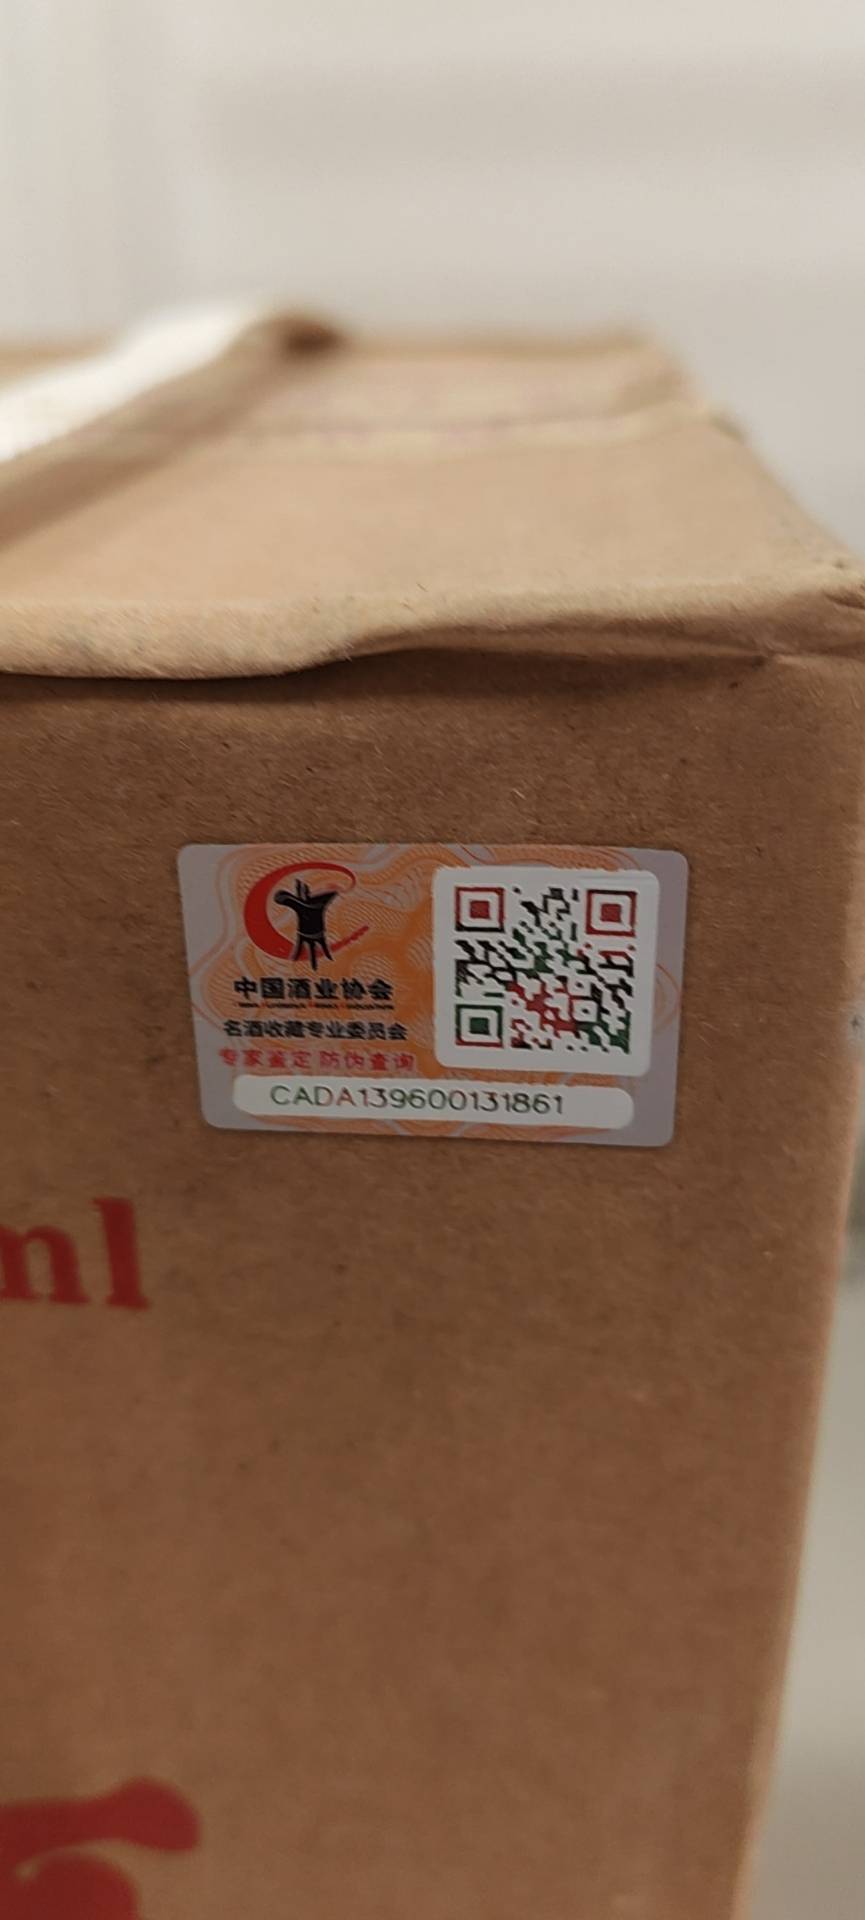 中国酒业协会
名酒收藏专业委员会
专家鉴定 防伪查询
CADA139600131861
ml